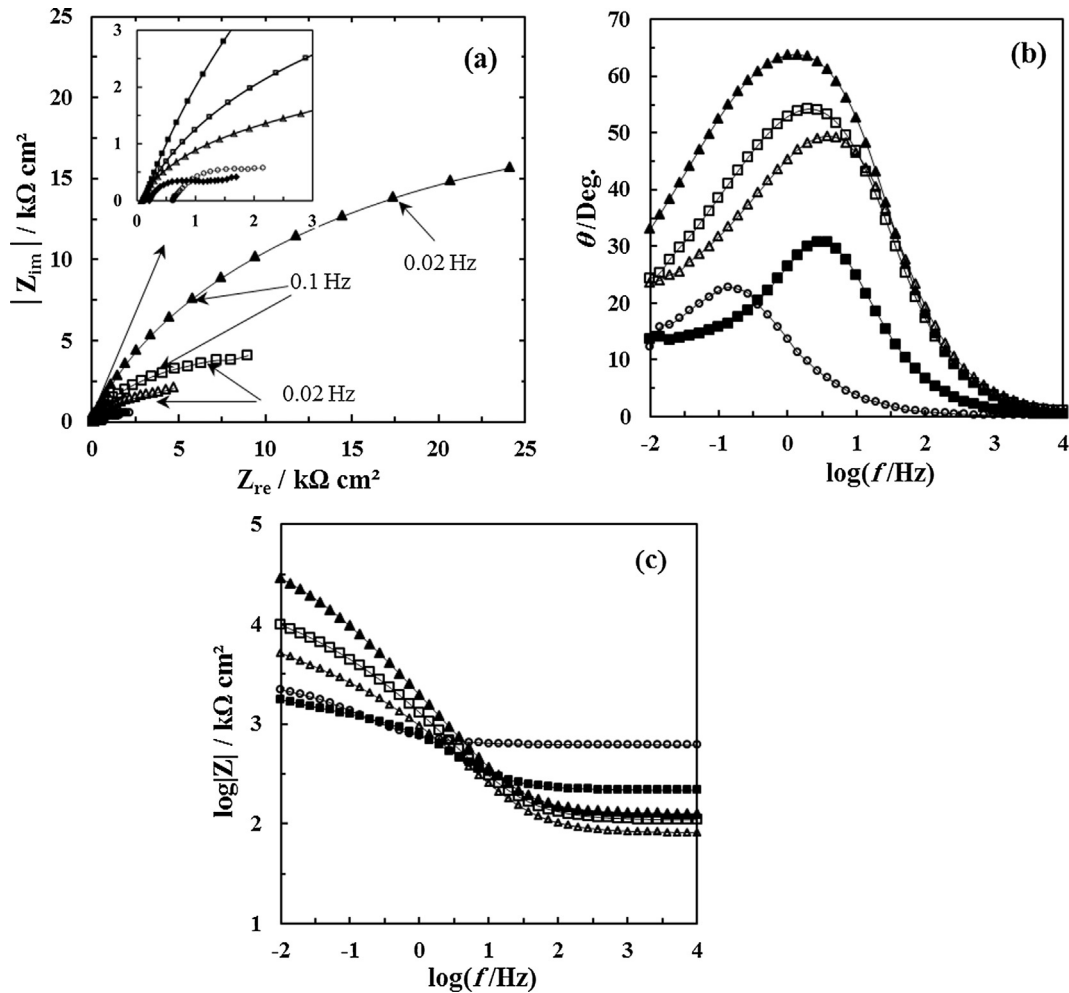 (a)
|Z_im| / kΩ cm²
25
20
15
10
5
0
0 5 10 15 20 25
Z_re / kΩ cm²
3
2
1
0
0 1 2 3
0.02 Hz
0.1 Hz
0.02 Hz
(b)
θ/Deg.
70
60
50
40
30
20
10
0
-2 -1 0 1 2 3 4
log(f/Hz)
(c)
log|Z| / kΩ cm²
5
4
3
2
1
-2 -1 0 1 2 3 4
log(f/Hz)